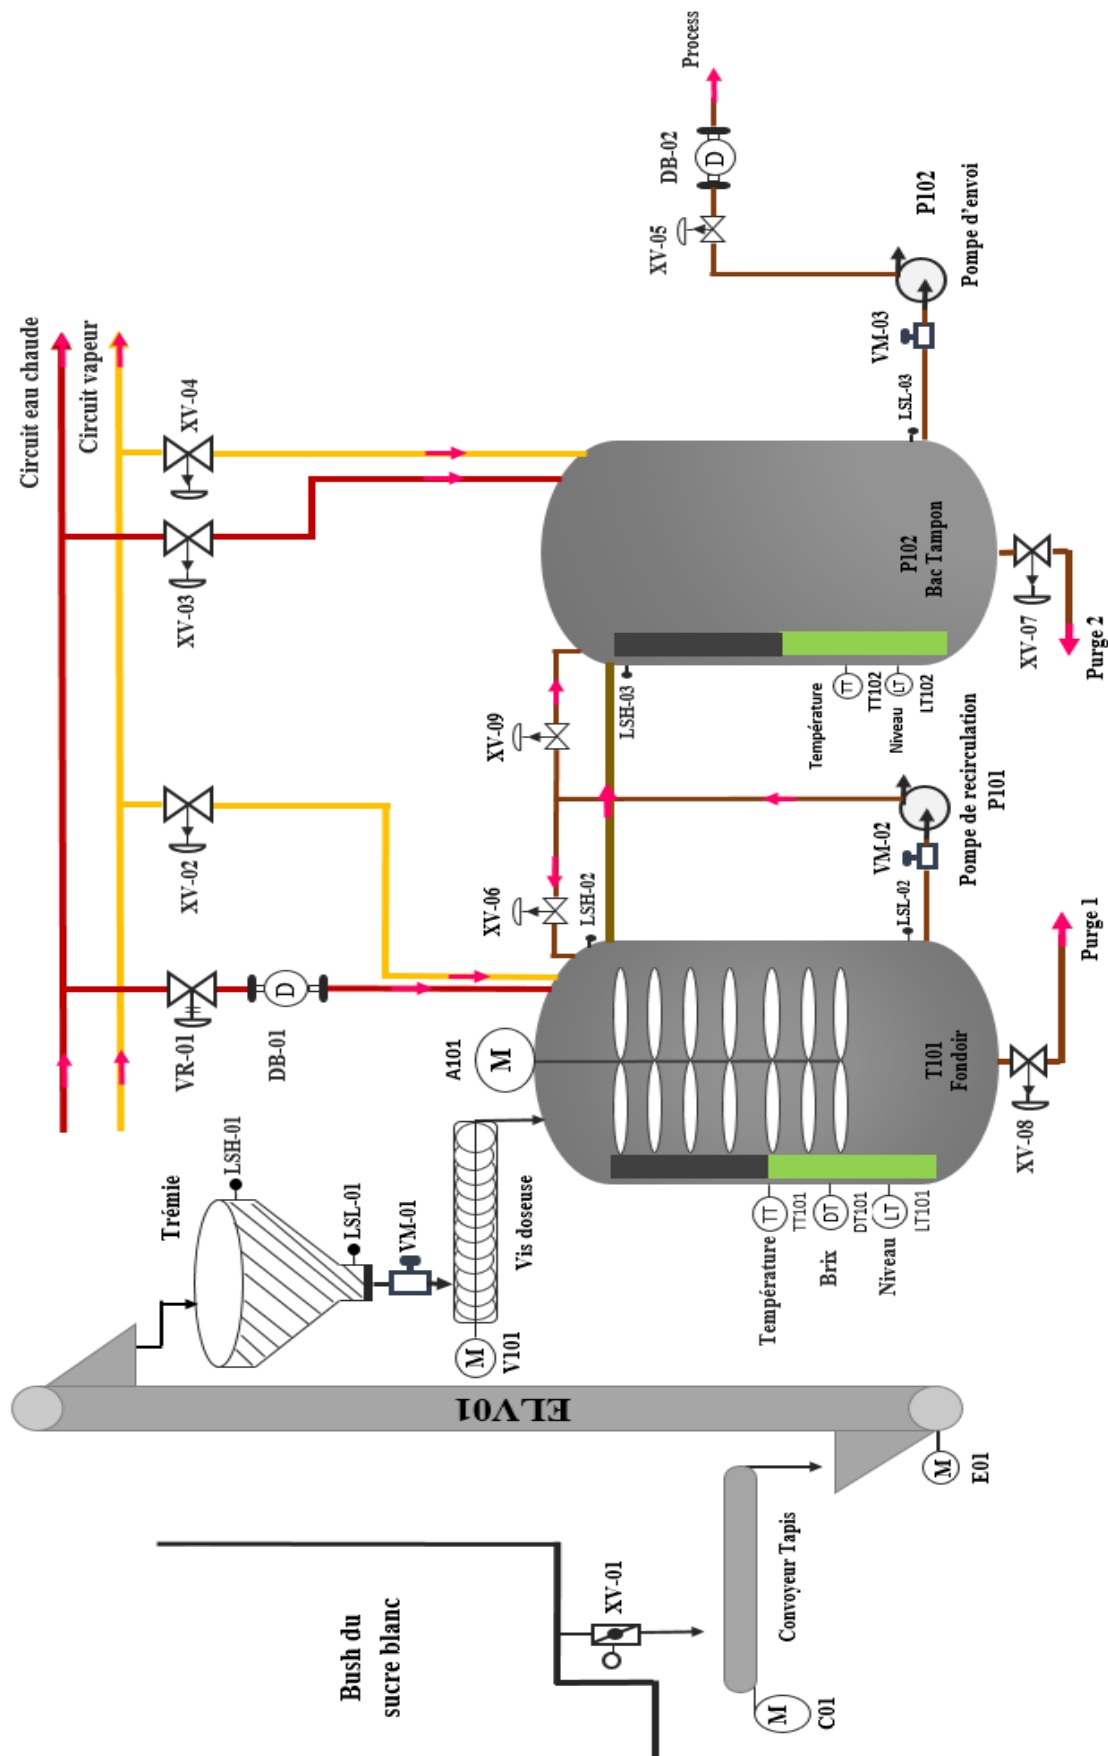 Circuit eau chaude
Circuit vapeur
Trémie
LSH-01
LSL-01
VM-01
Vis doseuse
M
V101
ELV01
M
E01
Bush du
sucre blanc
XV-01
Convoyeur Tapis
M
C01
VR-01
D
DB-01
XV-02
XV-03
XV-04
A101
M
XV-06
LSH-02
XV-09
LSH-03
T101
Fondoir
Température
TT
TT101
Brix
DT
DT101
Niveau
LT
LT101
LSL-02
VM-02
Pompe de recirculation
P101
XV-08
Purge 1
P102
Bac Tampon
Température
TT
TT102
Niveau
LT
LT102
XV-07
Purge 2
LSL-03
VM-03
Pompe d’envoi
P102
XV-05
DB-02
D
Process